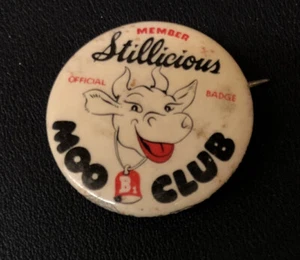 MEMBER
Stillicious
OFFICIAL BADGE
B1
MOO CLUB